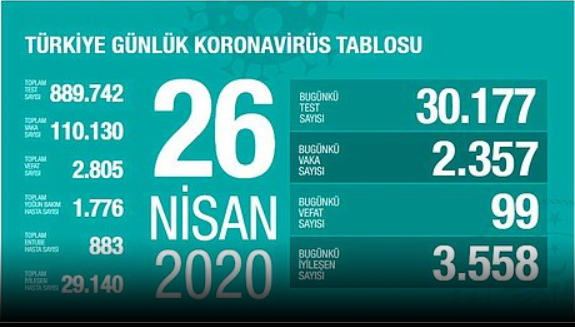 TÜRKİYE GÜNLÜK KORONAVİRÜS TABLOSU
TOPLAM
TEST
SAYISI
889.742
TOPLAM
VAKA
SAYISI
110.130
TOPLAM
VEFAT
SAYISI
2.805
TOPLAM
YOĞUN BAKIM
HASTA SAYISI
1.776
TOPLAM
ENTUBE
HASTA SAYISI
883
TOPLAM
İYİLEŞEN
HASTA SAYISI
29.140
26
NİSAN
2020
BUGÜNKÜ
TEST
SAYISI
30.177
BUGÜNKÜ
VAKA
SAYISI
2.357
BUGÜNKÜ
VEFAT
SAYISI
99
BUGÜNKÜ
İYİLEŞEN
SAYISI
3.558